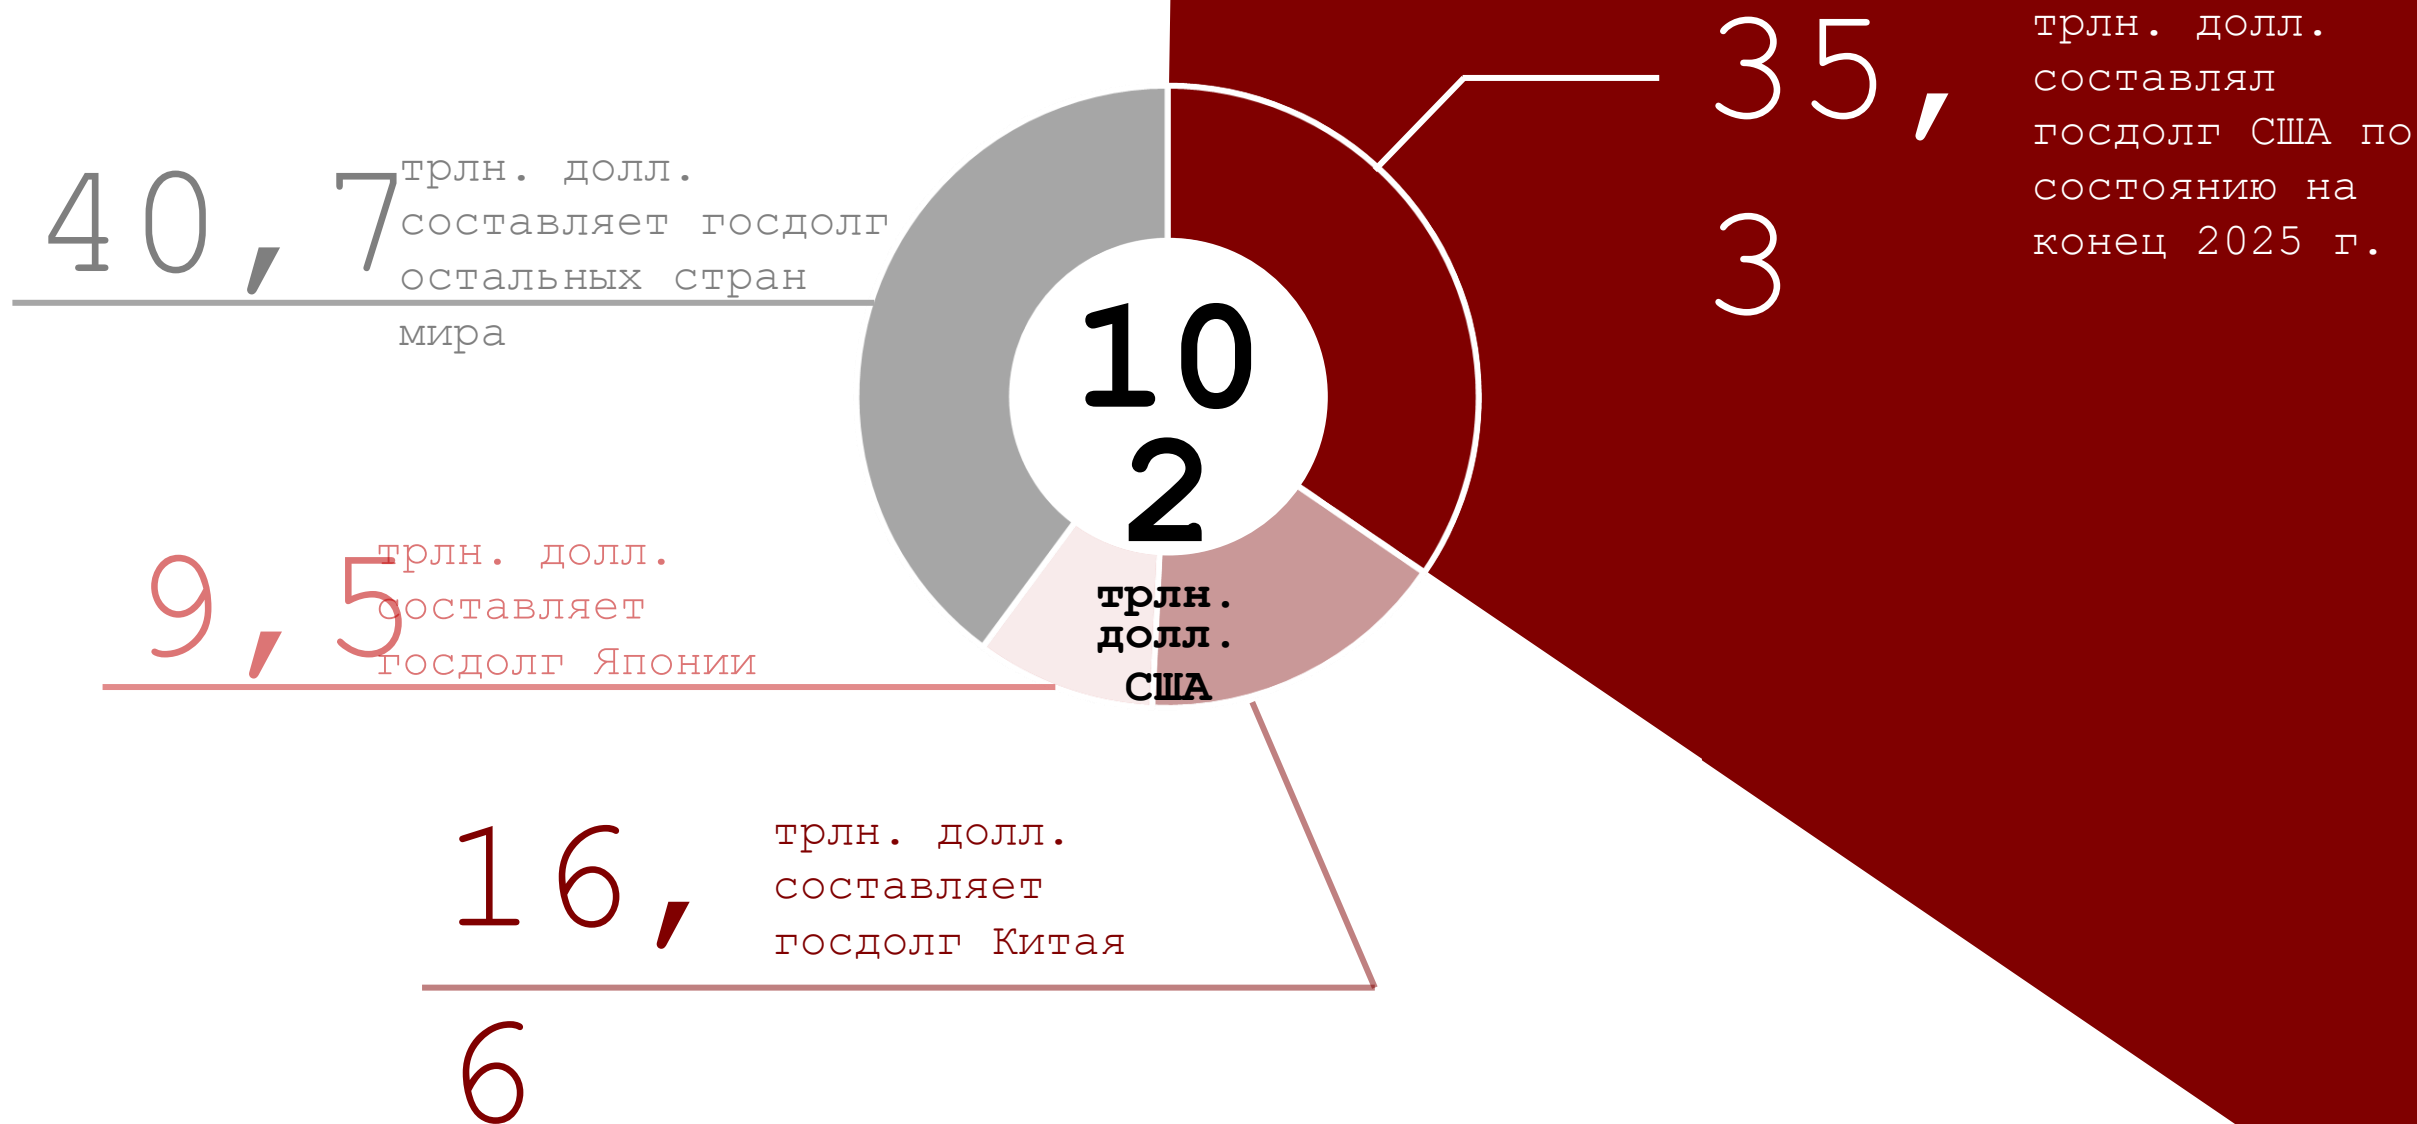 35,
3
трлн. долл.
составлял
госдолг США по
состоянию на
конец 2025 г.
40,7
трлн. долл.
составляет госдолг
остальных стран
мира
10
2
трлн.
долл.
США
9,5
трлн. долл.
составляет
госдолг Японии
16,
6
трлн. долл.
составляет
госдолг Китая